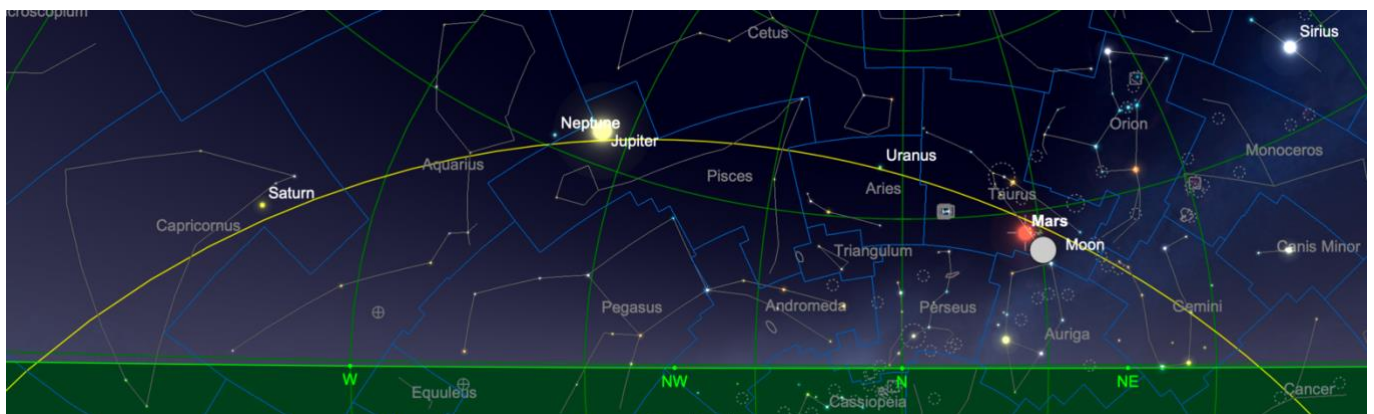 croscopium
Cetus
Sirius
Neptune
Jupiter
Orion
Aquarius
Uranus
Monoceros
Pisces
Aries
Taurus
Saturn
Capricornus
Mars
Moon
Canis Minor
Triangulum
Pegasus
Andromeda
Perseus
Gemini
Auriga
W
NW
N
NE
Equuleus
Cassiopeia
Cancer